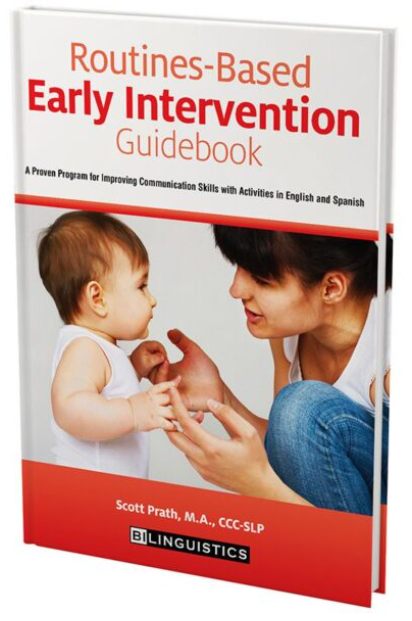 Routines-Based
Early Intervention
Guidebook
A Proven Program for Improving Communication Skills with Activities in English and Spanish
Scott Prath, M.A., CCC-SLP
BILINGUISTICS